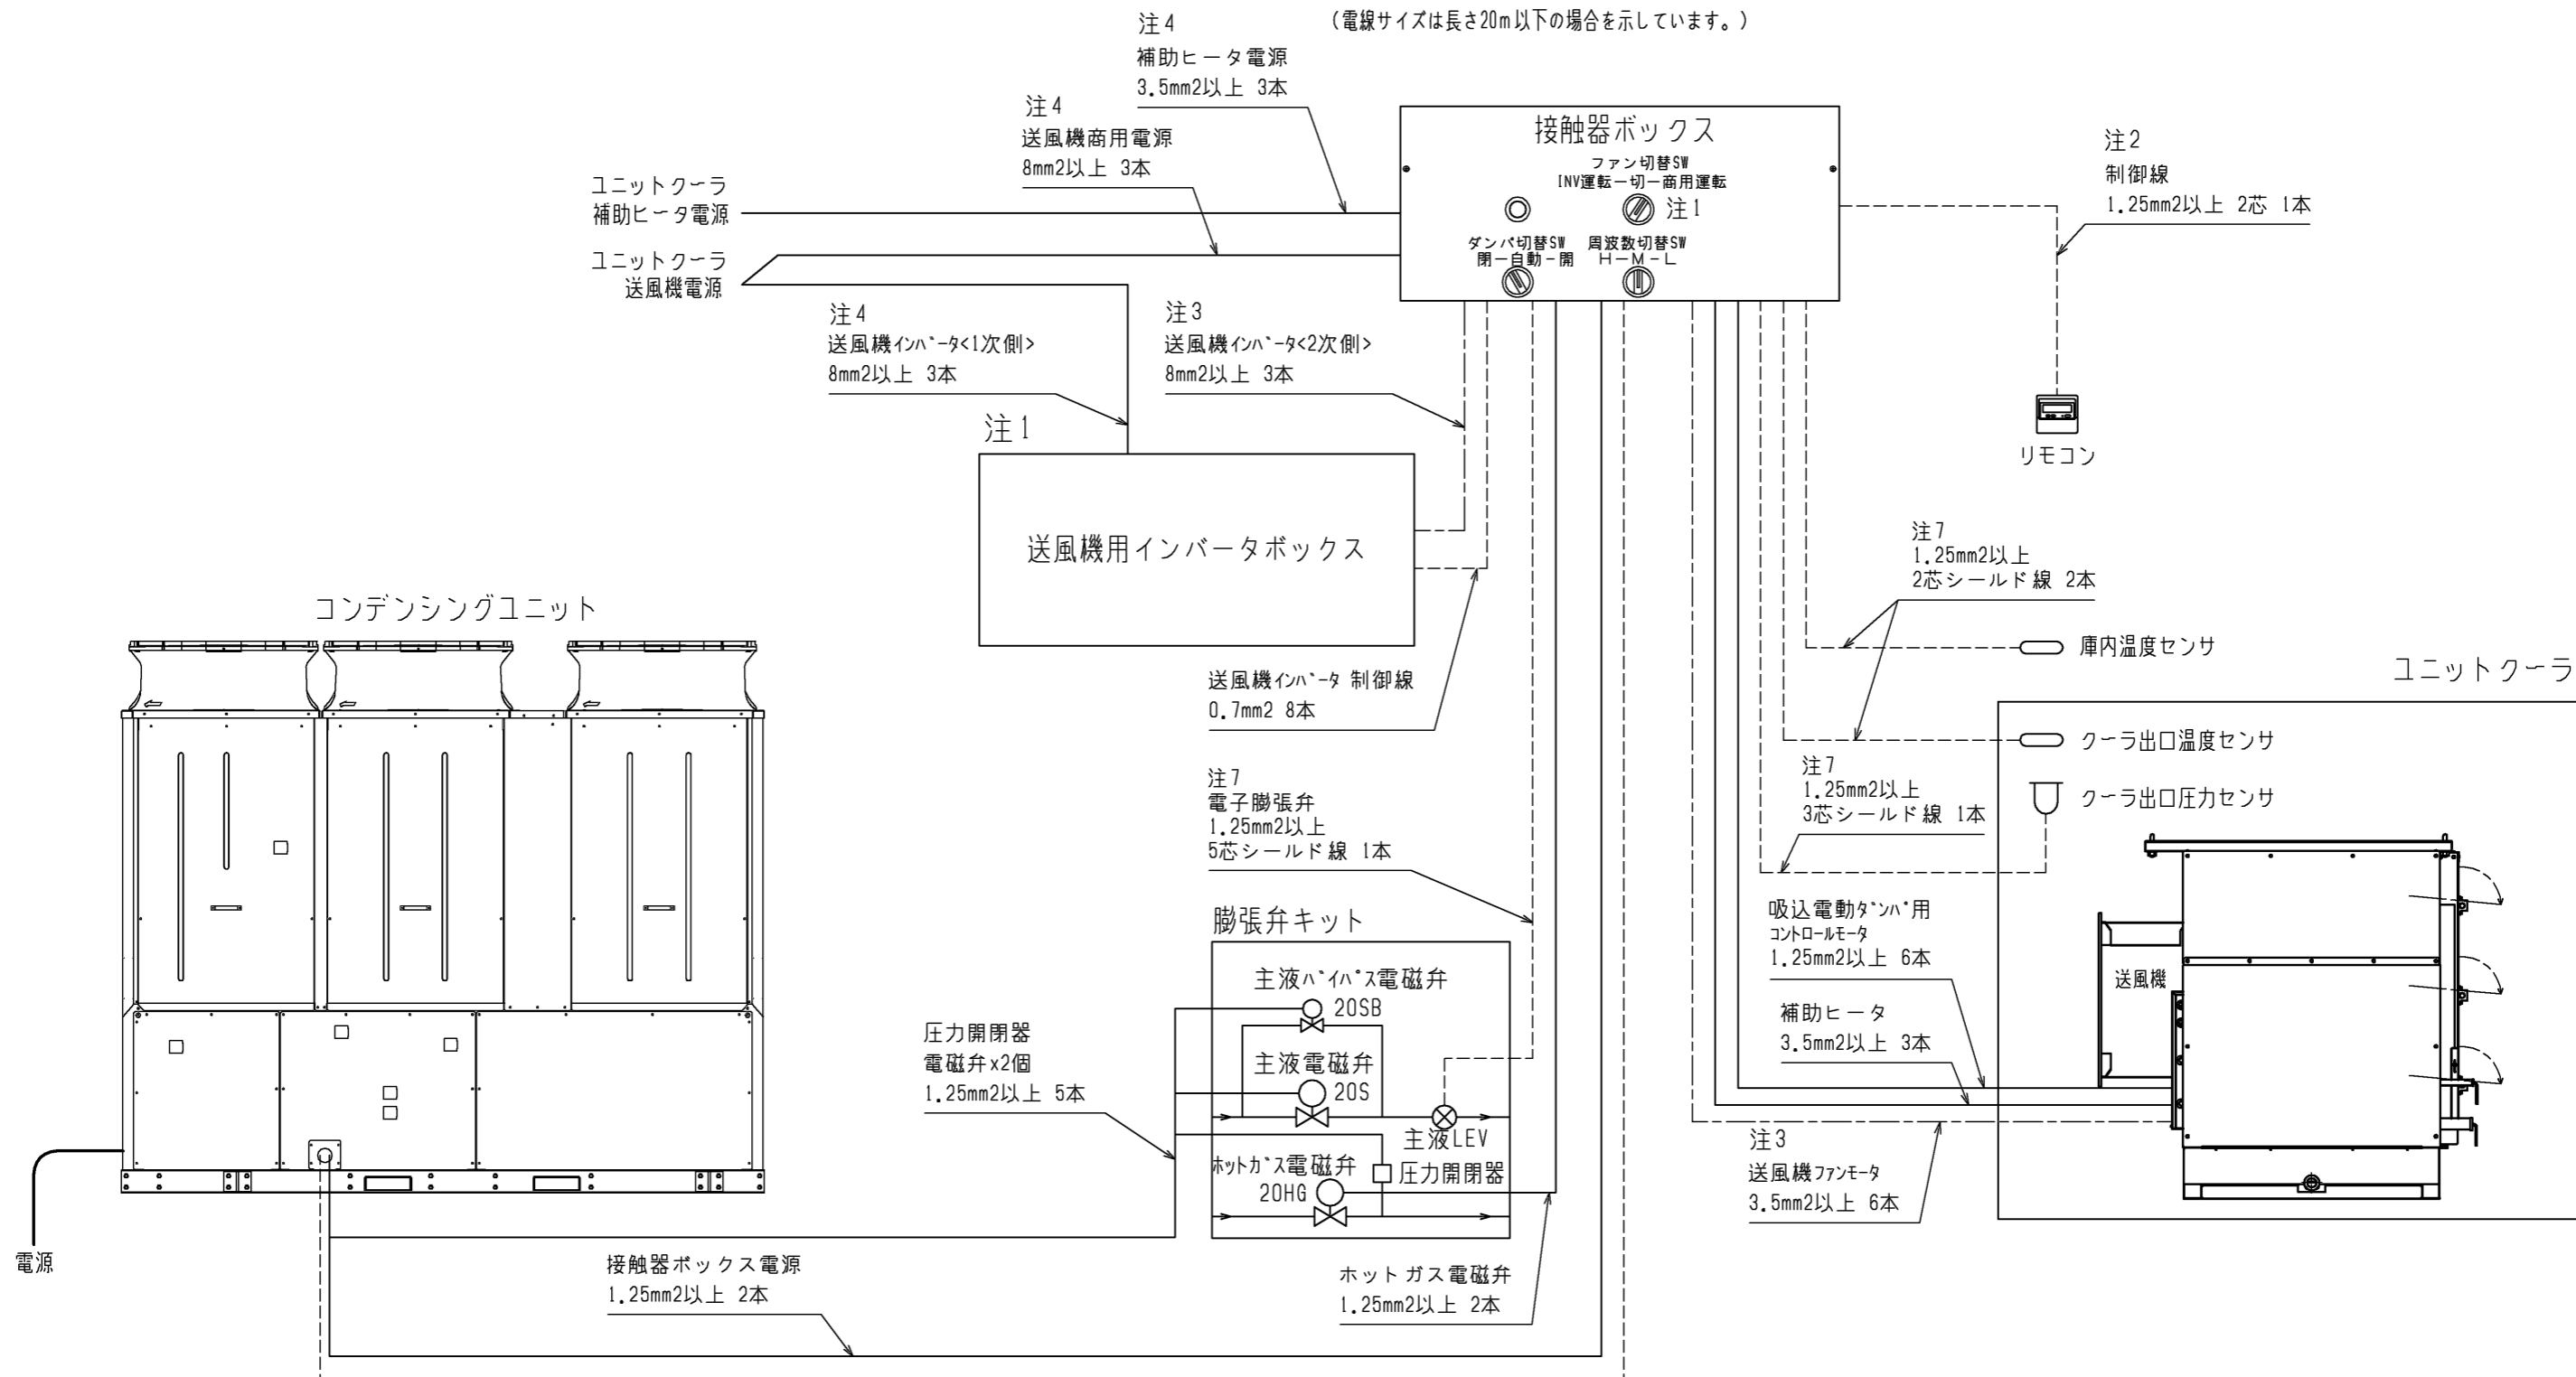 (電線サイズは長さ20m以下の場合を示しています。)
注4
補助ヒータ電源
3.5mm2以上 3本
注4
送風機商用電源
8mm2以上 3本
ユニットクーラ
補助ヒータ電源
ユニットクーラ
送風機電源
接触器ボックス
ファン切替SW
INV運転ー切ー商用運転
注1
ダンパ切替SW
閉ー自動ー開
周波数切替SW
HーMーL
注2
制御線
1.25mm2以上 2芯 1本
リモコン
注4
送風機インバータ<1次側>
8mm2以上 3本
注3
送風機インバータ<2次側>
8mm2以上 3本
注1
送風機用インバータボックス
送風機インバータ 制御線
0.7mm2 8本
注7
1.25mm2以上
2芯シールド線 2本
庫内温度センサ
ユニットクーラ
クーラ出口温度センサ
注7
1.25mm2以上
3芯シールド線 1本
クーラ出口圧力センサ
コンデンシングユニット
注7
電子膨張弁
1.25mm2以上
5芯シールド線 1本
膨張弁キット
主液バイパス電磁弁
20SB
主液電磁弁
20S
主液LEV
ホットガス電磁弁
20HG
圧力開閉器
圧力開閉器
電磁弁x2個
1.25mm2以上 5本
吸込電動ダンパ用
コントロールモータ
1.25mm2以上 6本
送風機
補助ヒータ
3.5mm2以上 3本
注3
送風機ファンモータ
3.5mm2以上 6本
電源
接触器ボックス電源
1.25mm2以上 2本
ホットガス電磁弁
1.25mm2以上 2本